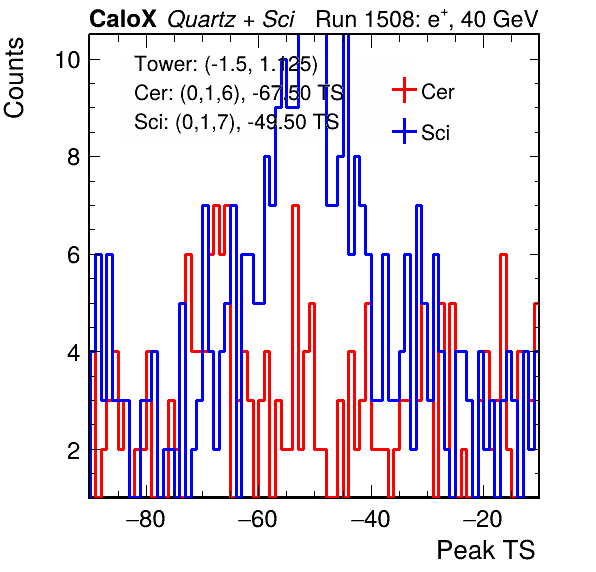 CaloX Quartz + Sci Run 1508: e+, 40 GeV
Counts
Tower: (-1.5, 1.125)
Cer: (0,1,6), -67.50 TS
Sci: (0,1,7), -49.50 TS
Cer
Sci
10
8
6
4
2
−80 −60 −40 −20
Peak TS